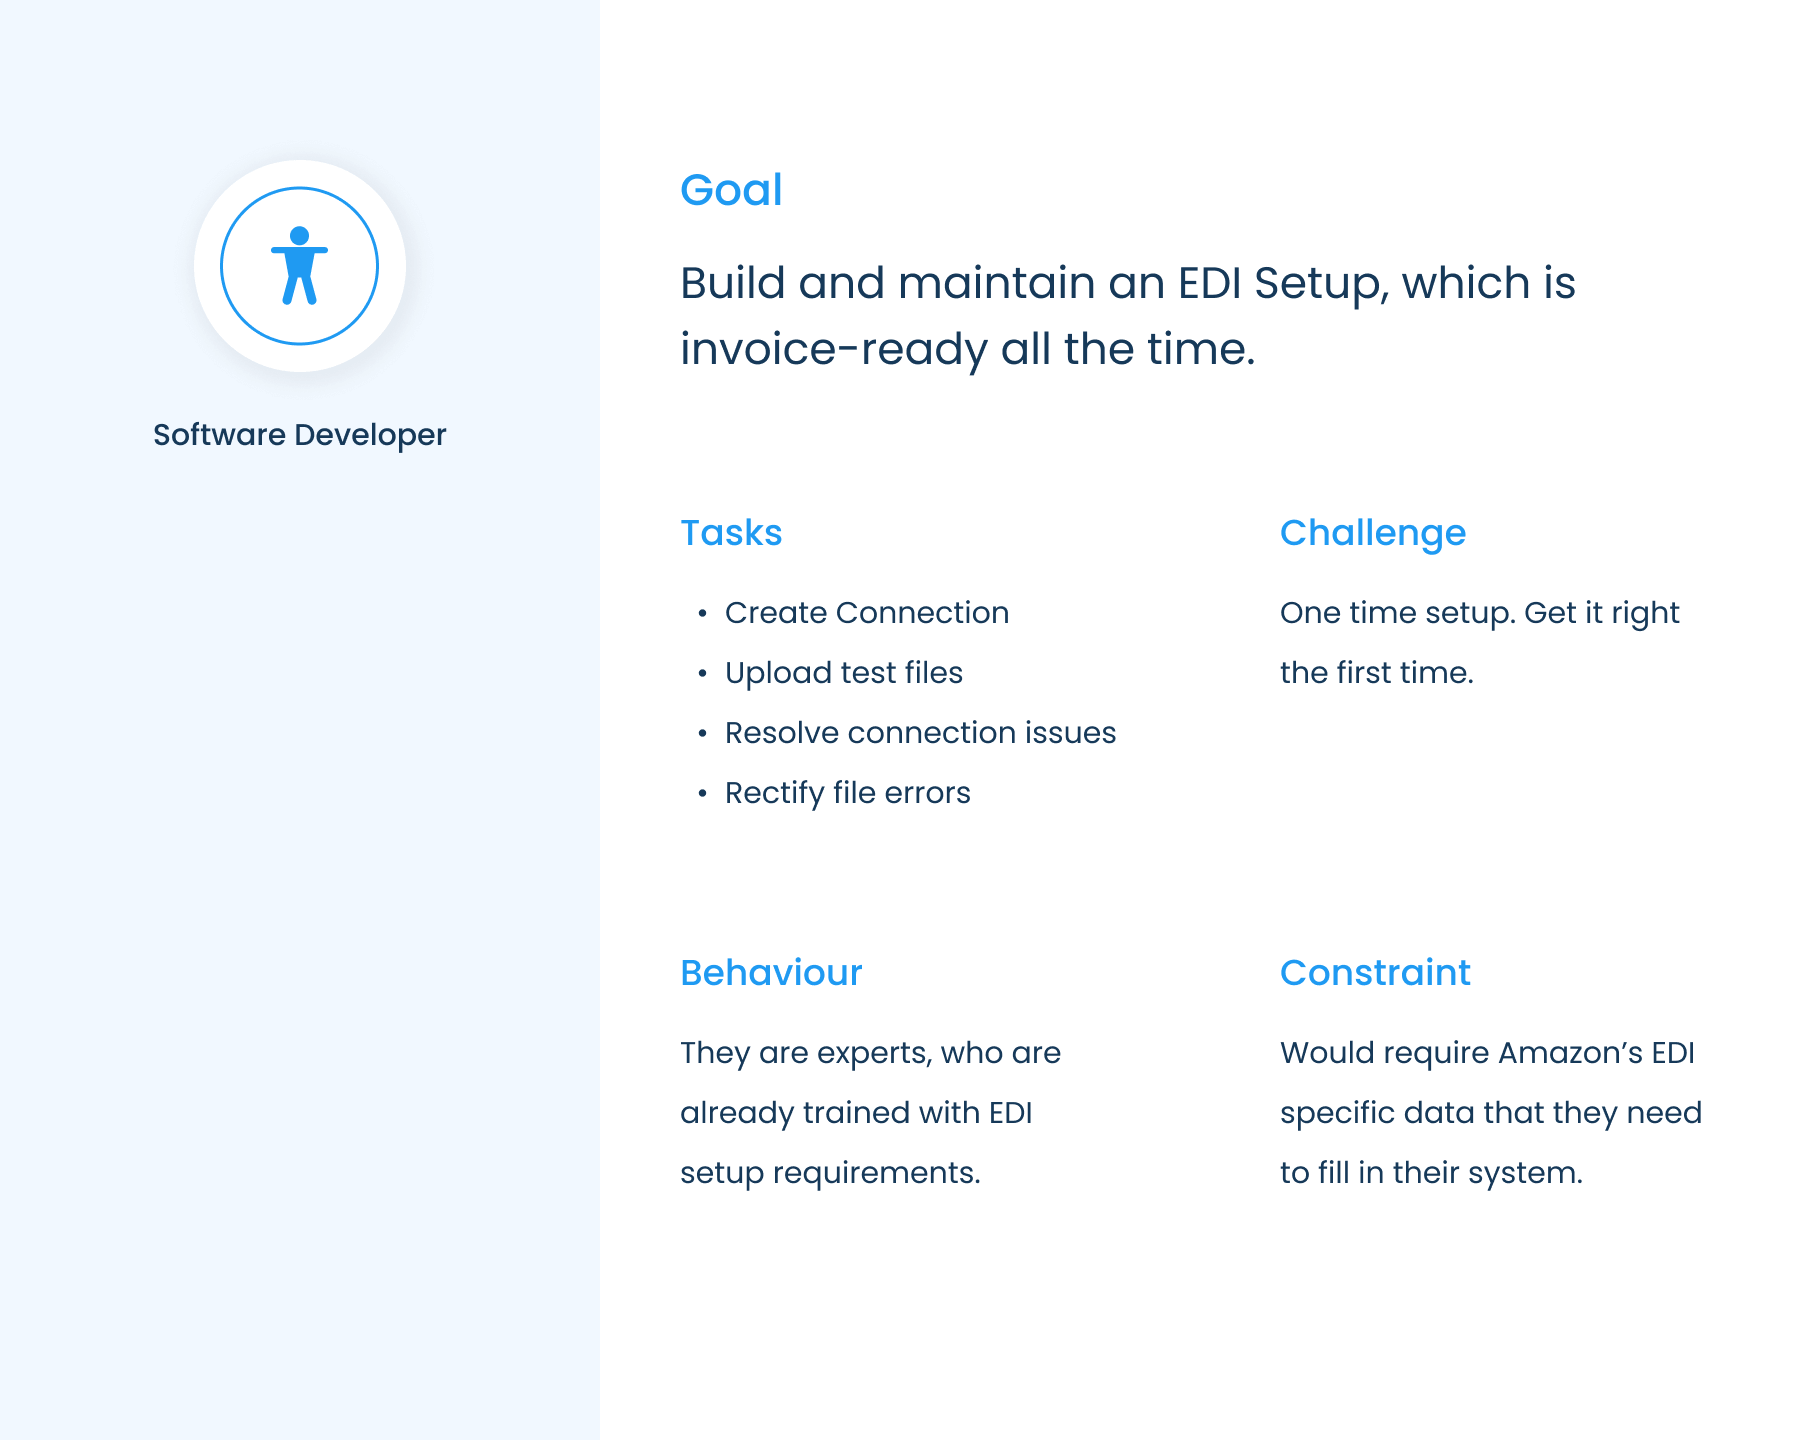 Software Developer
Goal
Build and maintain an EDI Setup, which is
invoice-ready all the time.
Tasks
• Create Connection
• Upload test files
• Resolve connection issues
• Rectify file errors
Challenge
One time setup. Get it right
the first time.
Behaviour
They are experts, who are
already trained with EDI
setup requirements.
Constraint
Would require Amazon’s EDI
specific data that they need
to fill in their system.